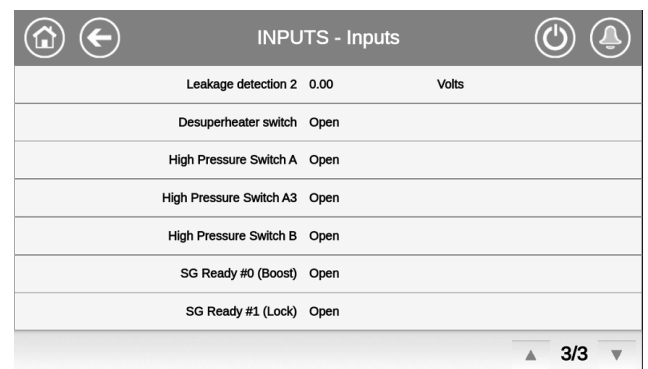 INPUTS - Inputs
Leakage detection 2 0.00 Volts
Desuperheater switch Open
High Pressure Switch A Open
High Pressure Switch A3 Open
High Pressure Switch B Open
SG Ready #0 (Boost) Open
SG Ready #1 (Lock) Open
3/3